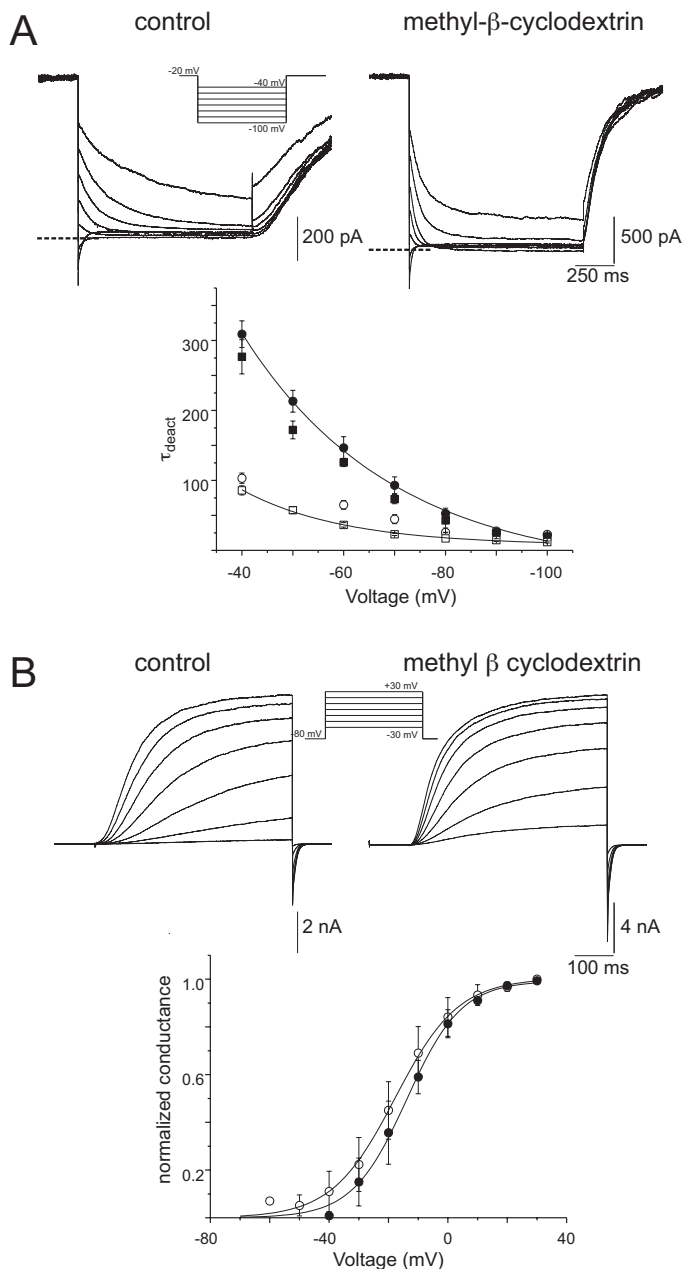 A
control
methyl-β-cyclodextrin
-20 mV
-40 mV
-100 mV
200 pA
500 pA
250 ms
300
200
100
τdeact
-40
-60
-80
-100
Voltage (mV)
B
control
methyl β cyclodextrin
+30 mV
-80 mV
-30 mV
2 nA
4 nA
100 ms
1.0
0.6
0.2
normalized conductance
-80
-40
0
40
Voltage (mV)